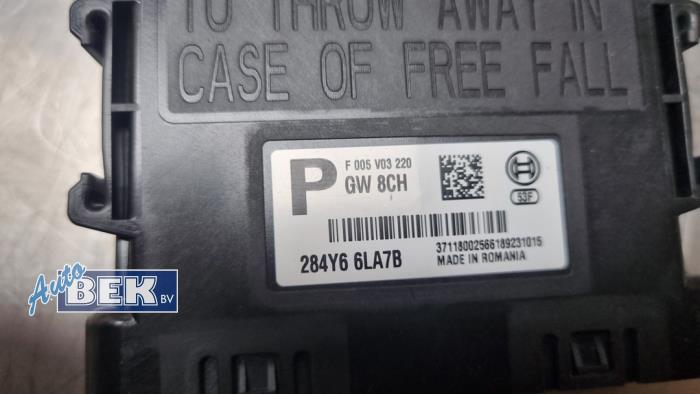 TO THROW AWAY IN
CASE OF FREE FALL
P
F 005 V03 220
GW 8CH
53F
284Y6 6LA7B
37118002566189231015
MADE IN ROMANIA
Auto
BEK BV